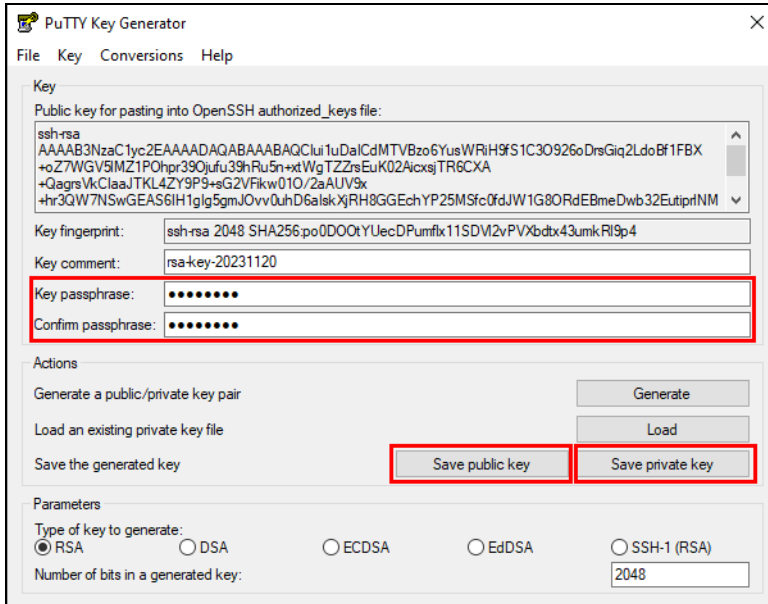 PuTTY Key Generator
File Key Conversions Help
Key
Public key for pasting into OpenSSH authorized_keys file:
ssh-rsa
AAAAB3NzaC1yc2EAAAADAQABAAABAQClui1uDalCdMTVBzo6YusWRiH9fS1C3O926oDrsGiq2LdoBf1FBX
+oZ7WGV5IMZ1POhpr39Ojufu39hRu5n+xtWgTZZrsEuK02AicxsjTR6CXA
+QagrsVkClaaJTKL4ZY9P9+sG2VFikw01O/2aAUV9x
+hr3QW7NSwGEAS6IH1glg5gmJOvv0uhD6alskXjRH8GGEchYP25MSfc0fdJW1G8ORdEBmeDwb32EutiprlNM
Key fingerprint: ssh-rsa 2048 SHA256:po0DOOtYUecDPumflx11SDVl2vPVXbdtx43umkRl9p4
Key comment: rsa-key-20231120
Key passphrase: ●●●●●●●●
Confirm passphrase: ●●●●●●●●
Actions
Generate a public/private key pair Generate
Load an existing private key file Load
Save the generated key Save public key Save private key
Parameters
Type of key to generate:
RSA DSA ECDSA EdDSA SSH-1 (RSA)
Number of bits in a generated key: 2048